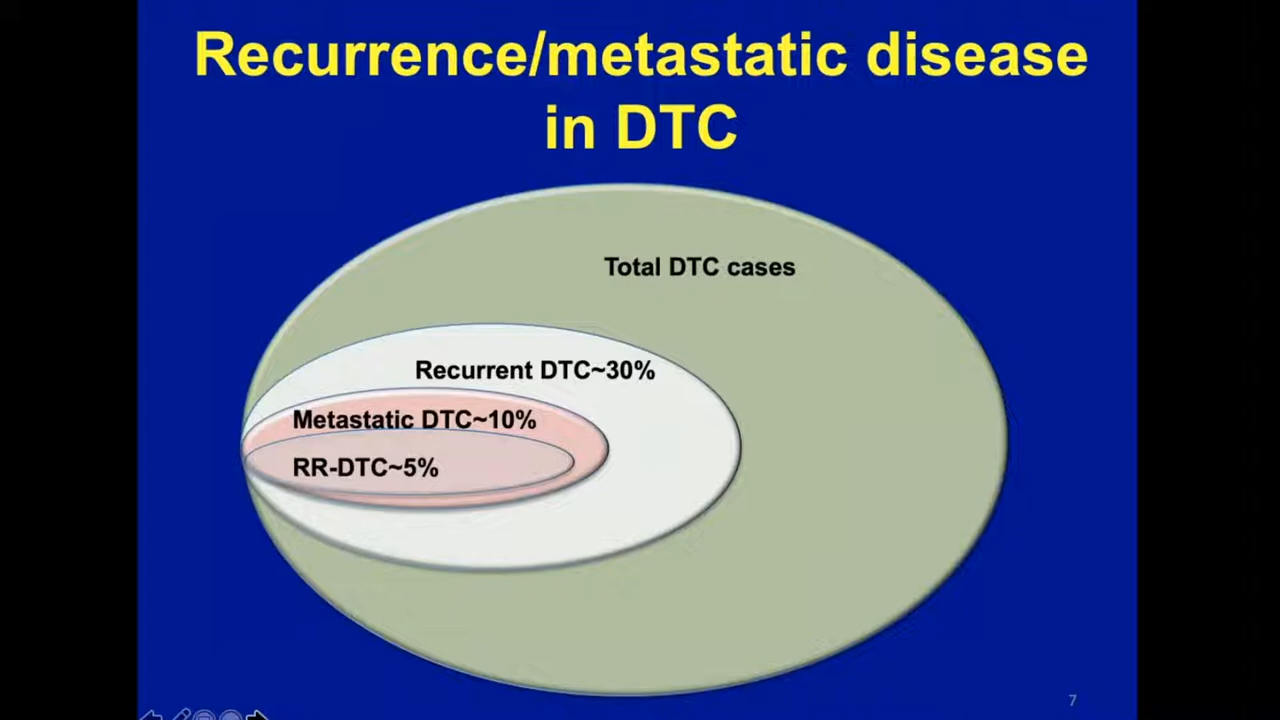 Recurrence/metastatic disease
in DTC
Total DTC cases
Recurrent DTC~30%
Metastatic DTC~10%
RR-DTC~5%
7